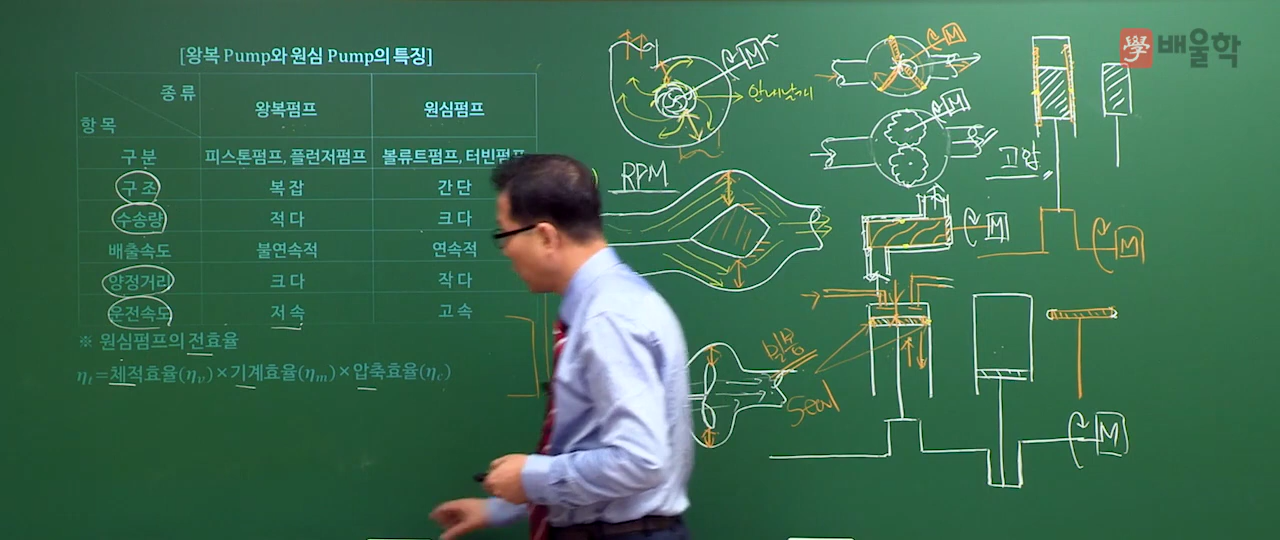 [왕복 Pump와 원심 Pump의 특징]
學 배울학
종 류
항 목
왕복펌프
원심펌프
구 분
피스톤펌프, 플런저펌프
볼류트펌프, 터빈펌프
구 조
복 잡
간 단
수송량
적 다
크 다
배출속도
불연속적
연속적
양정거리
크 다
작 다
운전속도
저 속
고 속
※ 원심펌프의 전효율
ηt=체적효율(ηv)×기계효율(ηm)×압축효율(ηc)
M
안내날개
RPM
M
M
고압
M
M
밀봉
Seal
M